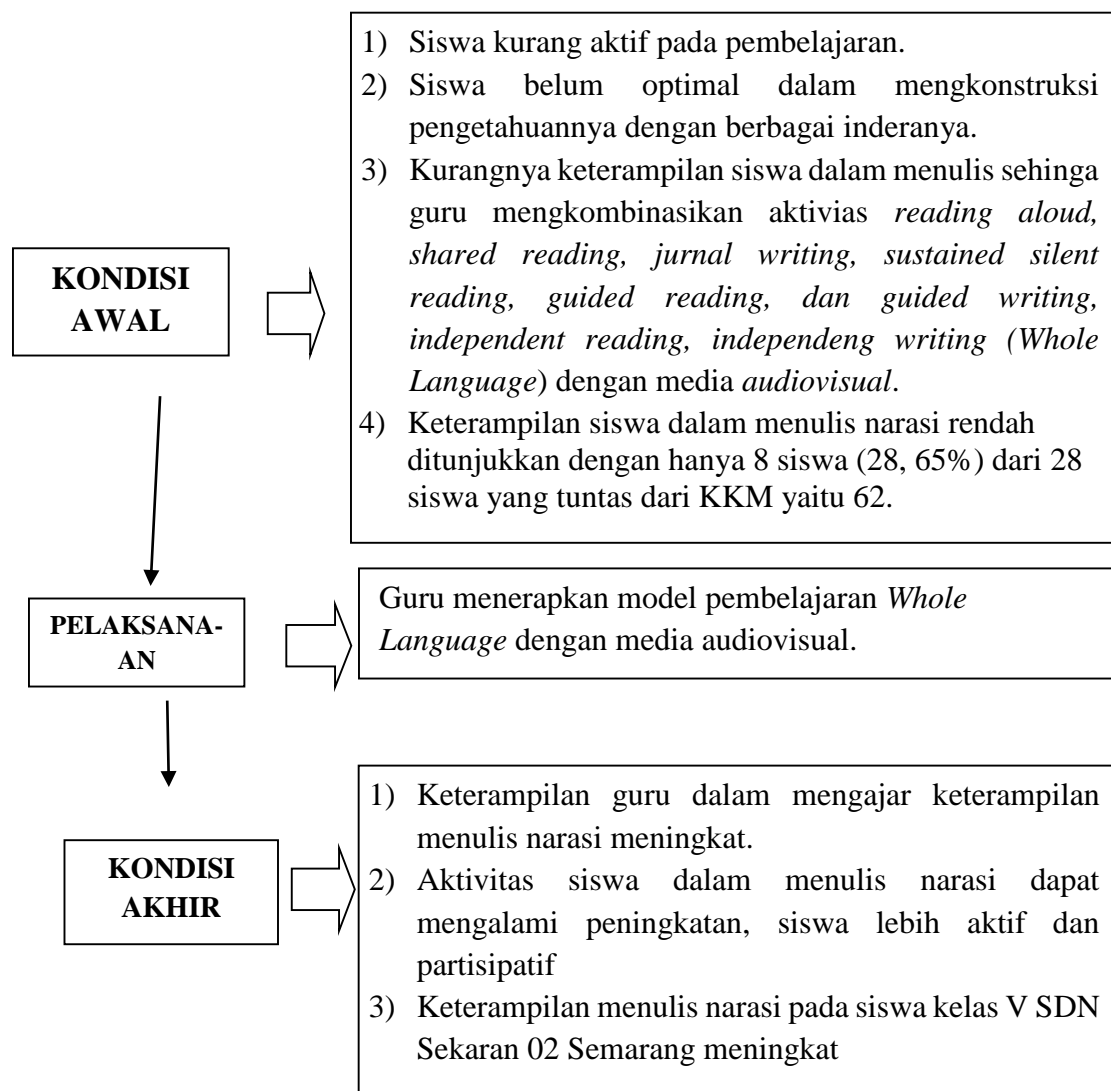 1) Siswa kurang aktif pada pembelajaran.
2) Siswa belum optimal dalam mengkonstruksi
pengetahuannya dengan berbagai inderanya.
3) Kurangnya keterampilan siswa dalam menulis sehinga
guru mengkombinasikan aktivias reading aloud,
shared reading, jurnal writing, sustained silent
reading, guided reading, dan guided writing,
independent reading, independeng writing (Whole
Language) dengan media audiovisual.
4) Keterampilan siswa dalam menulis narasi rendah
ditunjukkan dengan hanya 8 siswa (28, 65%) dari 28
siswa yang tuntas dari KKM yaitu 62.
KONDISI
AWAL
PELAKSANA-
AN
Guru menerapkan model pembelajaran Whole
Language dengan media audiovisual.
KONDISI
AKHIR
1) Keterampilan guru dalam mengajar keterampilan
menulis narasi meningkat.
2) Aktivitas siswa dalam menulis narasi dapat
mengalami peningkatan, siswa lebih aktif dan
partisipatif
3) Keterampilan menulis narasi pada siswa kelas V SDN
Sekaran 02 Semarang meningkat